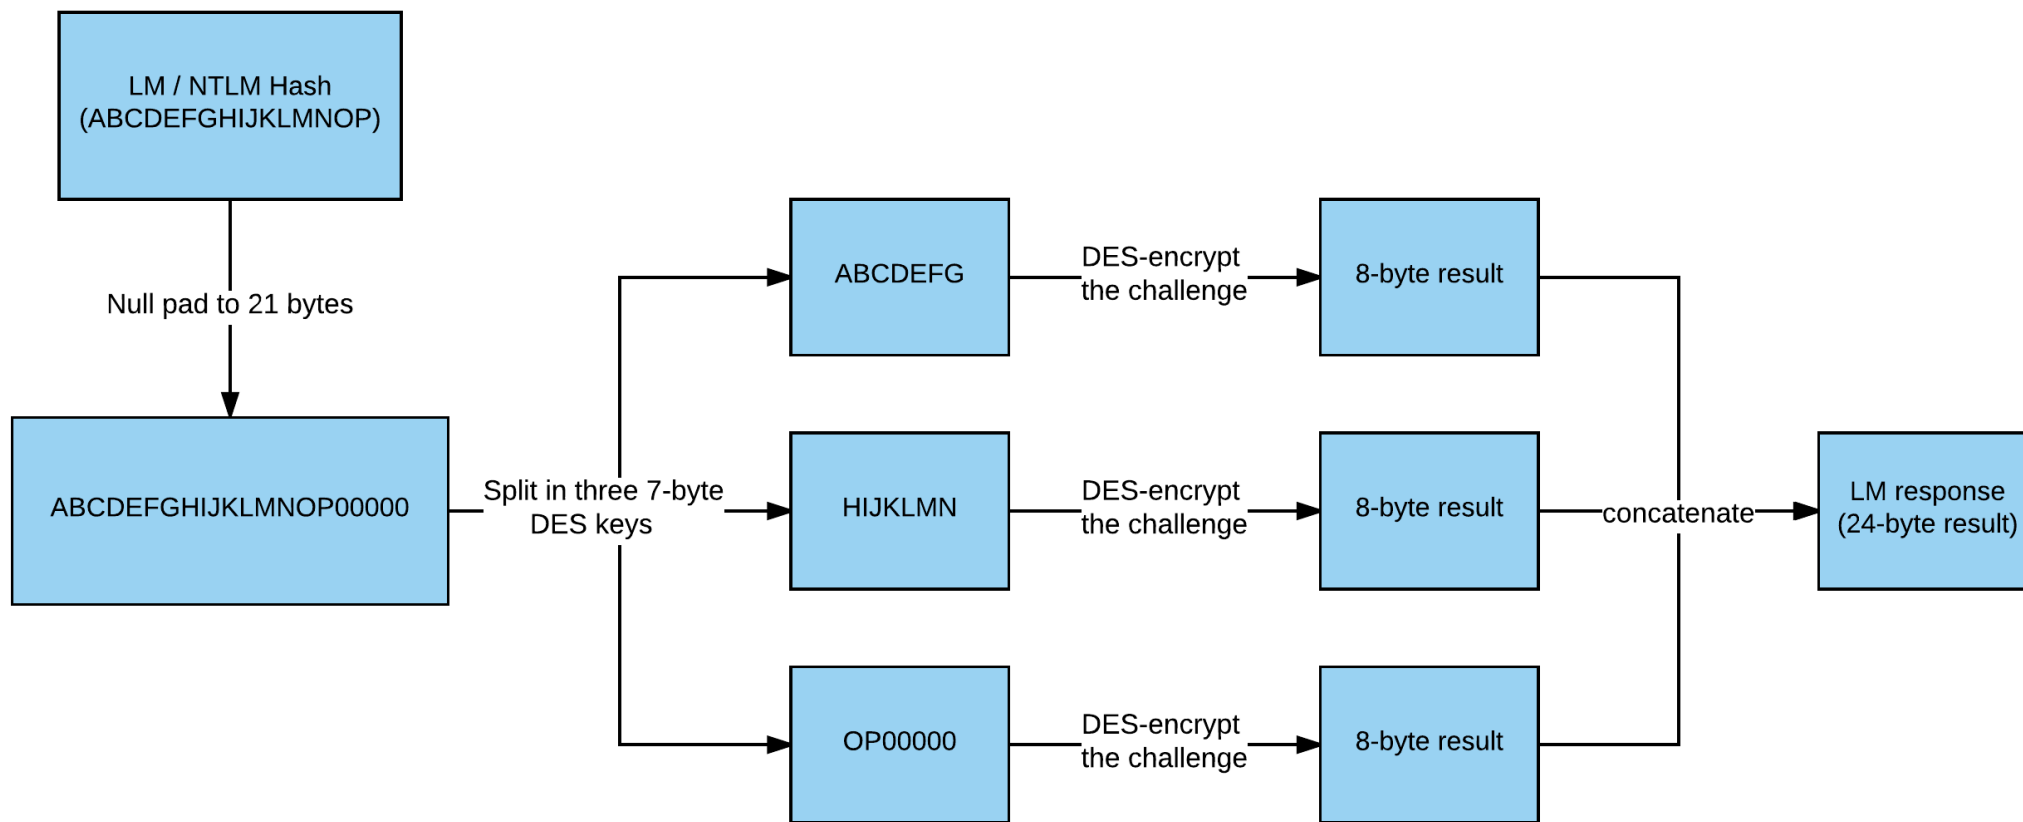 LM / NTLM Hash
(ABCDEFGHIJKLMNOP)
Null pad to 21 bytes
ABCDEFGHIJKLMNOP00000
Split in three 7-byte
DES keys
ABCDEFG
DES-encrypt
the challenge
8-byte result
HIJKLMN
DES-encrypt
the challenge
8-byte result
OP00000
DES-encrypt
the challenge
8-byte result
concatenate
LM response
(24-byte result)